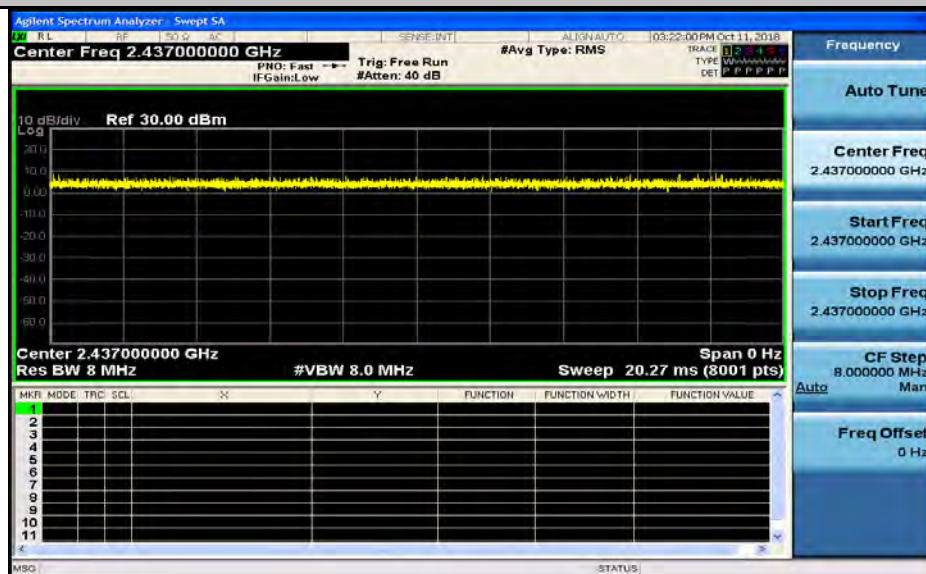 Agilent Spectrum Analyzer - Swept SA
LXI RL RF 50 Ω AC SENSE:INT ALIGN AUTO 03:22:00 PM Oct 11, 2018
Center Freq 2.437000000 GHz
PNO: Fast
IFGain:Low
Trig: Free Run
#Atten: 40 dB
#Avg Type: RMS
TRACE 1 2 3 4 5 6
TYPE
DET P P P P P P
10 dB/div Ref 30.00 dBm
Log
20.0
10.0
0.00
-10.0
-20.0
-30.0
-40.0
-50.0
-60.0
Center 2.437000000 GHz
Span 0 Hz
Res BW 8 MHz
#VBW 8.0 MHz
Sweep 20.27 ms (8001 pts)
MKR MODE TRC SCL X Y FUNCTION FUNCTION WIDTH FUNCTION VALUE
1
2
3
4
5
6
7
8
9
10
11
MSG
STATUS
Frequency
Auto Tune
Center Freq
2.437000000 GHz
Start Freq
2.437000000 GHz
Stop Freq
2.437000000 GHz
CF Step
8.000000 MHz
Auto Man
Freq Offset
0 Hz